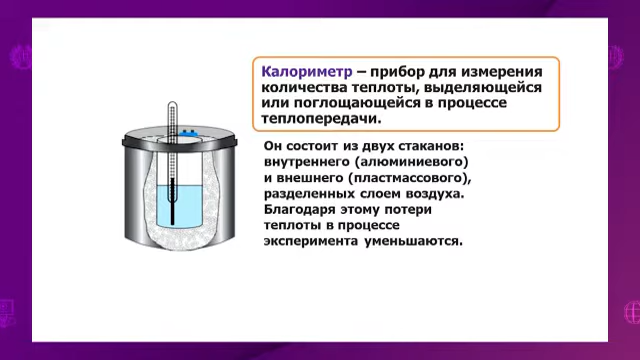 Калориметр – прибор для измерения
количества теплоты, выделяющейся
или поглощающейся в процессе
теплопередачи.
Он состоит из двух стаканов:
внутреннего (алюминиевого)
и внешнего (пластмассового),
разделенных слоем воздуха.
Благодаря этому потери
теплоты в процессе
эксперимента уменьшаются.